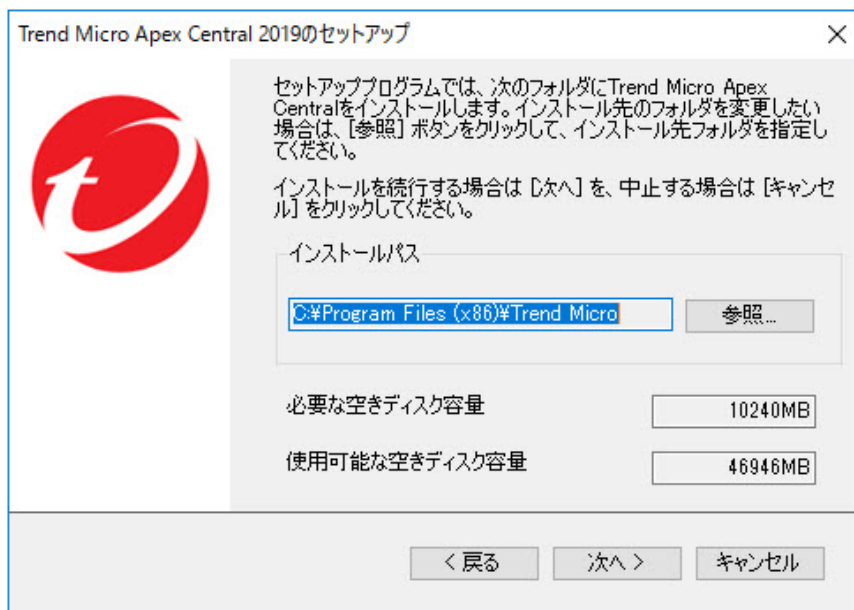 Trend Micro Apex Central 2019のセットアップ
セットアッププログラムでは、次のフォルダにTrend Micro Apex
Centralをインストールします。インストール先のフォルダを変更したい
場合は、[参照] ボタンをクリックして、インストール先フォルダを指定し
てください。
インストールを続行する場合は [次へ] を、中止する場合は [キャンセ
ル] をクリックしてください。
インストールパス
C:¥Program Files (x86)¥Trend Micro
参照...
必要な空きディスク容量
10240MB
使用可能な空きディスク容量
46946MB
< 戻る
次へ >
キャンセル